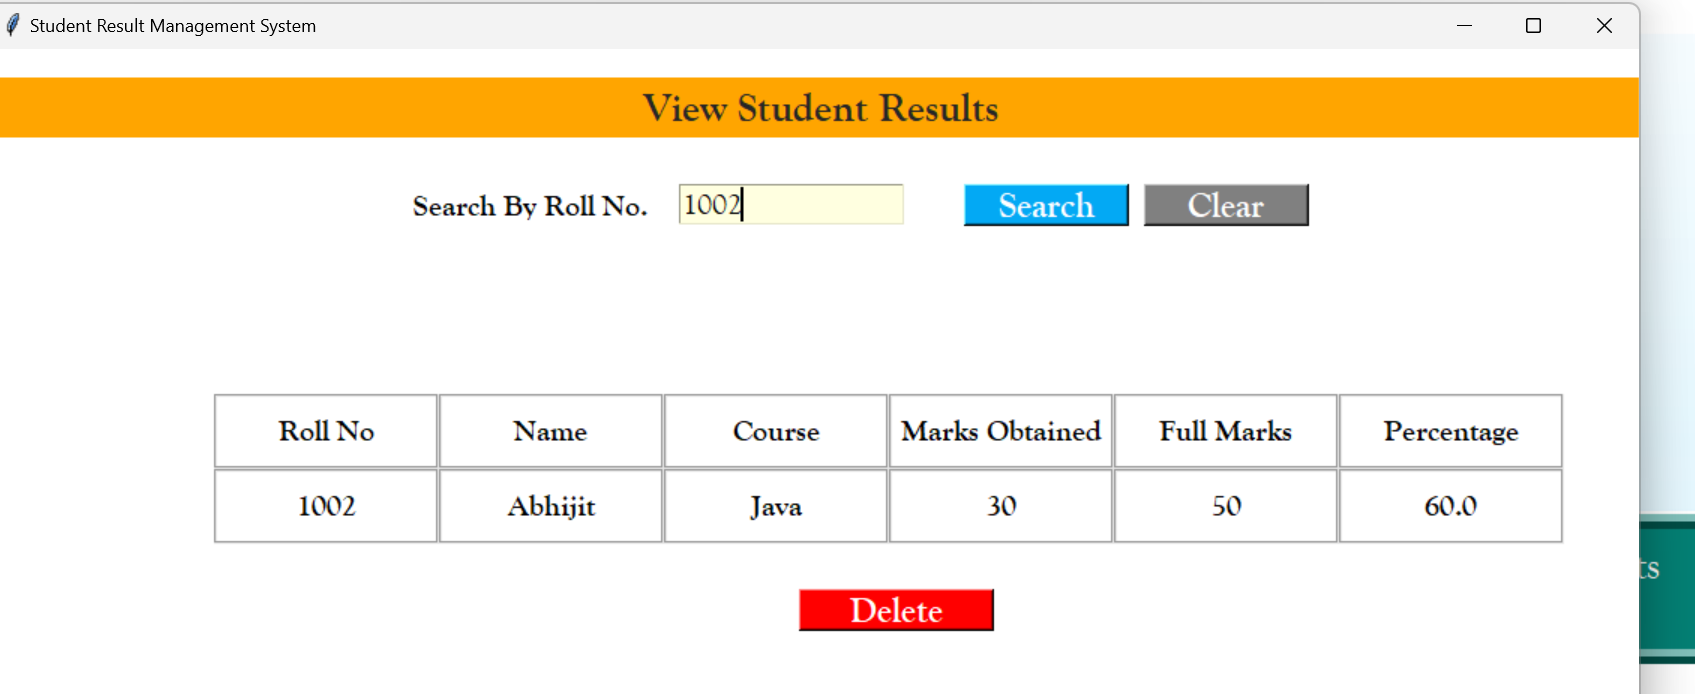 Student Result Management System
View Student Results
Search By Roll No. 1002 Search Clear
Roll No Name Course Marks Obtained Full Marks Percentage
1002 Abhijit Java 30 50 60.0
ts
Delete